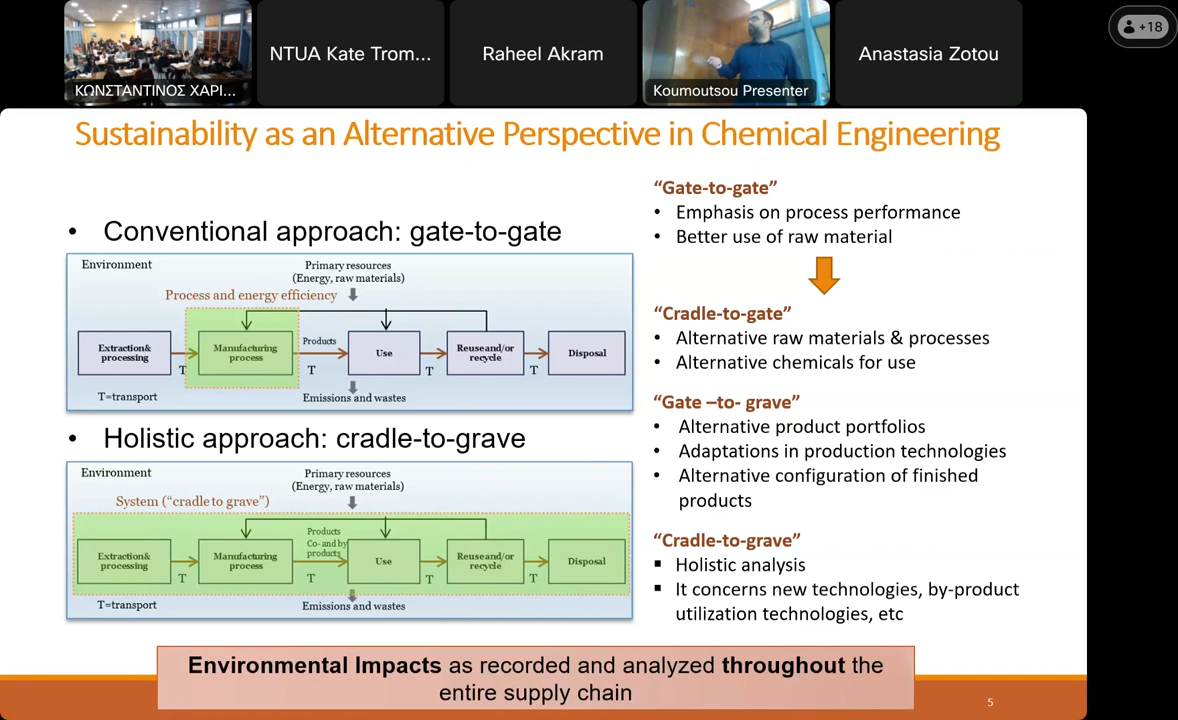 ΚΩΝΣΤΑΝΤΙΝΟΣ ΧΑΡΙ...
NTUA Kate Trom...
Raheel Akram
Koumoutsou Presenter
Anastasia Zotou
+18
Sustainability as an Alternative Perspective in Chemical Engineering
• Conventional approach: gate-to-gate
Environment
Primary resources
(Energy, raw materials)
Process and energy efficiency
Extraction&
processing
T
Manufacturing
process
Products
T
Use
T
Reuse and/or
recycle
T
Disposal
T=transport
Emissions and wastes
• Holistic approach: cradle-to-grave
Environment
Primary resources
(Energy, raw materials)
System (“cradle to grave”)
Extraction&
processing
T
Manufacturing
process
Products
Co- and by
products
T
Use
T
Reuse and/or
recycle
T
Disposal
T=transport
Emissions and wastes
“Gate-to-gate”
• Emphasis on process performance
• Better use of raw material
“Cradle-to-gate”
• Alternative raw materials & processes
• Alternative chemicals for use
“Gate –to- grave”
• Alternative product portfolios
• Adaptations in production technologies
• Alternative configuration of finished
products
“Cradle-to-grave”
▪ Holistic analysis
▪ It concerns new technologies, by-product
utilization technologies, etc
Environmental Impacts as recorded and analyzed throughout the
entire supply chain
5